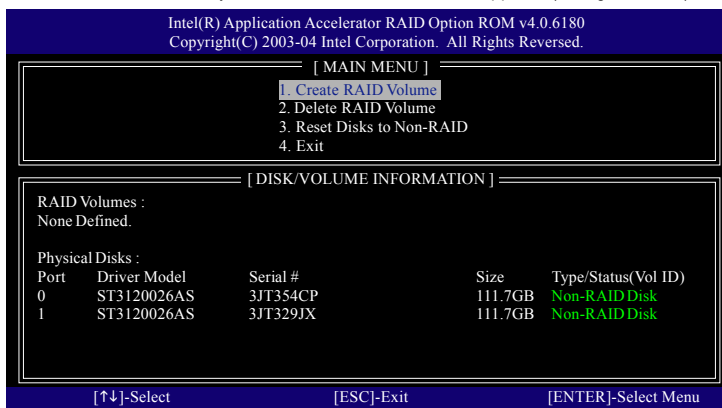 Intel(R) Application Accelerator RAID Option ROM v4.0.6180
Copyright(C) 2003-04 Intel Corporation. All Rights Reversed.
[ MAIN MENU ]
1. Create RAID Volume
2. Delete RAID Volume
3. Reset Disks to Non-RAID
4. Exit
[ DISK/VOLUME INFORMATION ]
RAID Volumes :
None Defined.
Physical Disks :
Port Driver Model Serial # Size Type/Status(Vol ID)
0 ST3120026AS 3JT354CP 111.7GB Non-RAID Disk
1 ST3120026AS 3JT329JX 111.7GB Non-RAID Disk
[↑↓]-Select [ESC]-Exit [ENTER]-Select Menu